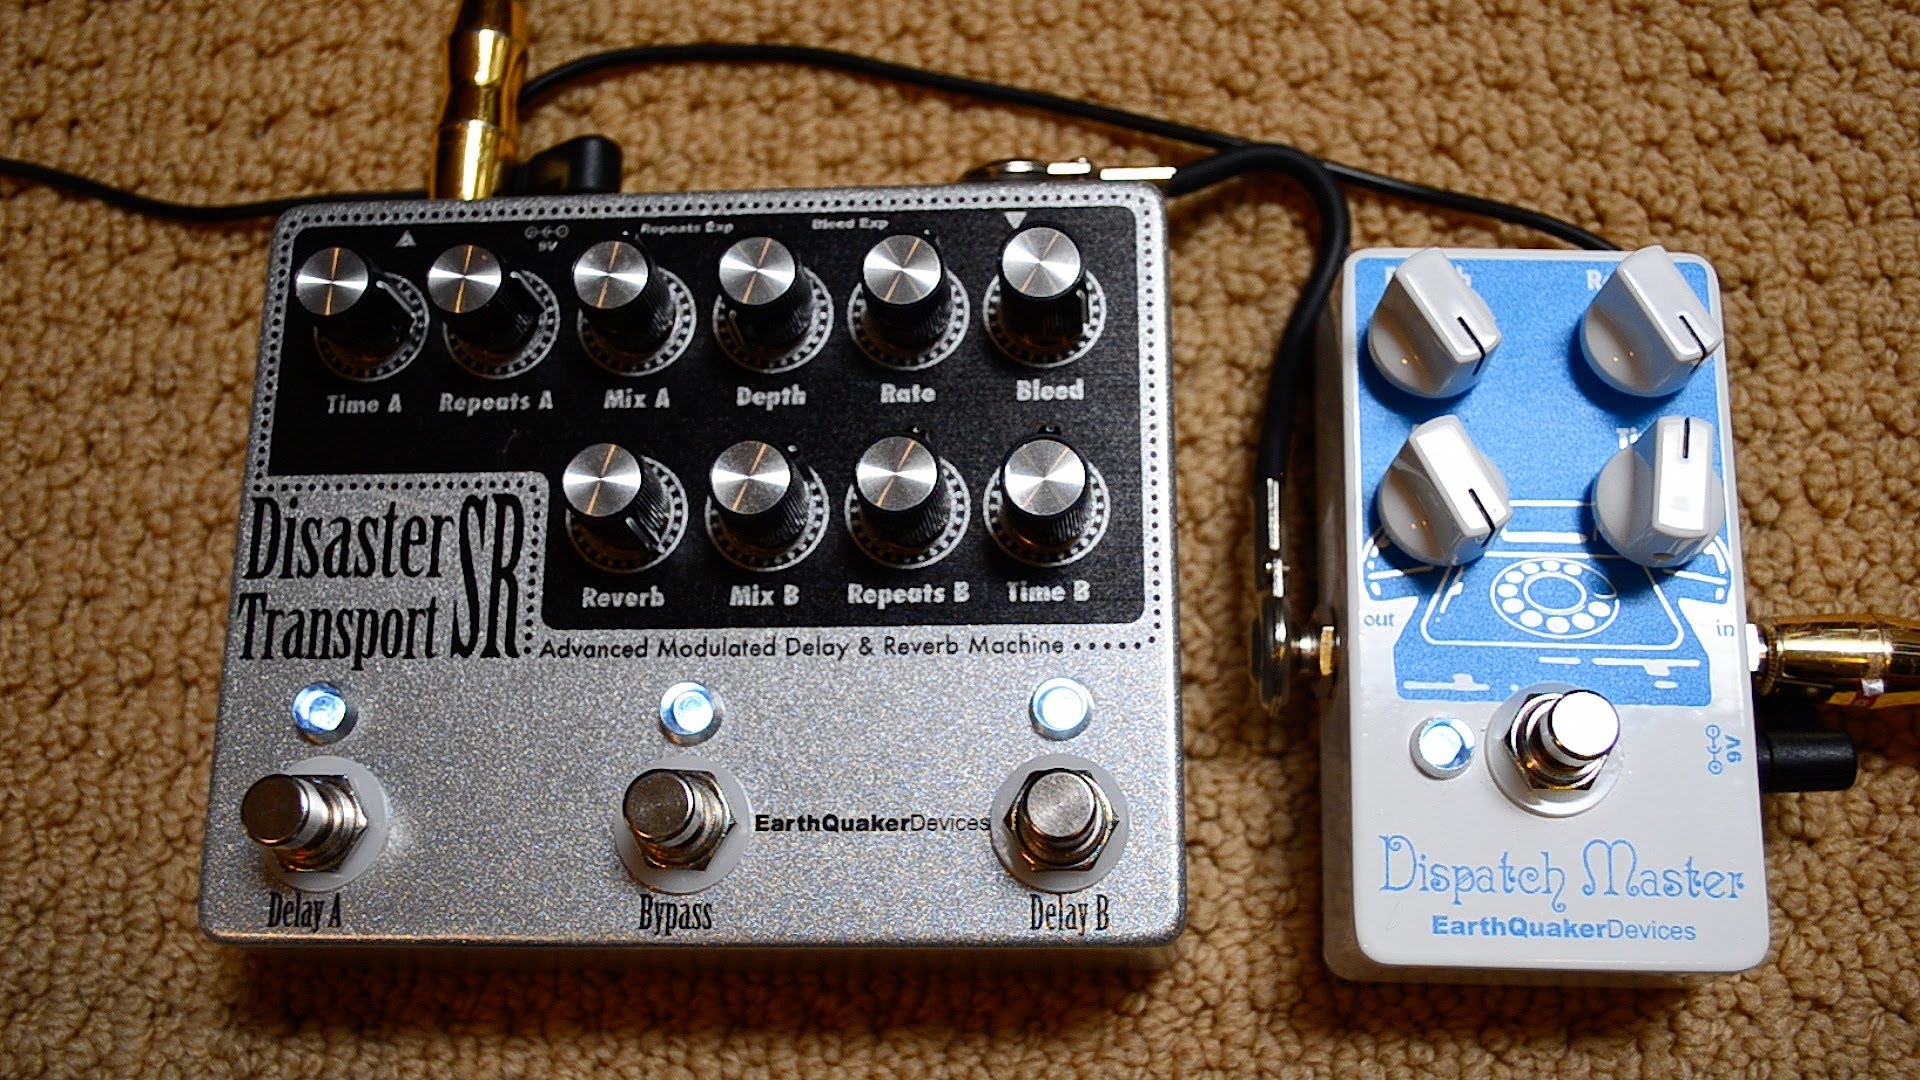 9V
Repeats Exp
Bleed Exp
Time A
Repeats A
Mix A
Depth
Rate
Bleed
Reverb
Mix B
Repeats B
Time B
Disaster
Transport
SR
Advanced Modulated Delay & Reverb Machine
EarthQuakerDevices
Delay A
Bypass
Delay B
out
in
9V
Dispatch Master
EarthQuakerDevices